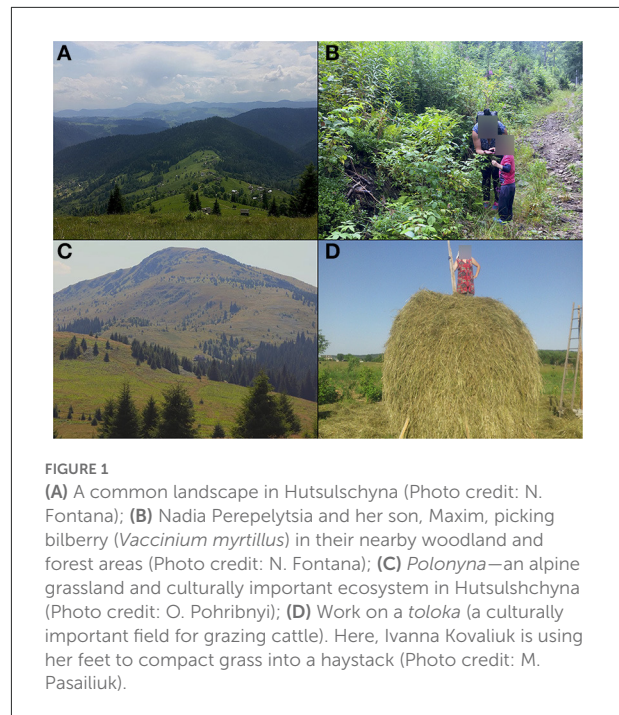 A
B
C
D
FIGURE 1
(A) A common landscape in Hutsulschyna (Photo credit: N.
Fontana); (B) Nadia Perepelytsia and her son, Maxim, picking
bilberry (Vaccinium myrtillus) in their nearby woodland and
forest areas (Photo credit: N. Fontana); (C) Polonyna—an alpine
grassland and culturally important ecosystem in Hutsulshchyna
(Photo credit: O. Pohribnyi); (D) Work on a toloka (a culturally
important field for grazing cattle). Here, Ivanna Kovaliuk is using
her feet to compact grass into a haystack (Photo credit: M.
Pasailiuk).